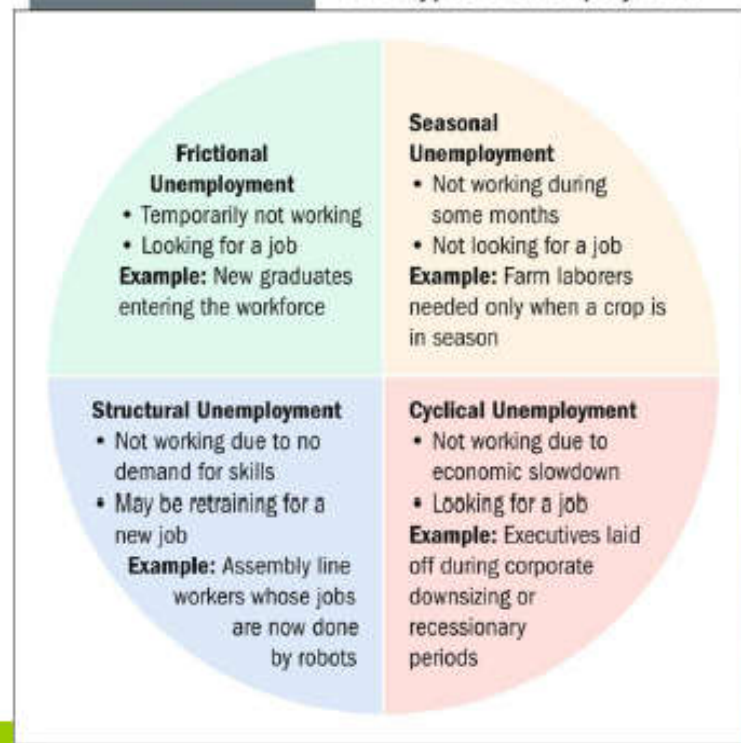 Frictional
Unemployment
• Temporarily not working
• Looking for a job
Example: New graduates
entering the workforce
Seasonal
Unemployment
• Not working during
some months
• Not looking for a job
Example: Farm laborers
needed only when a crop is
in season
Structural Unemployment
• Not working due to no
demand for skills
• May be retraining for a
new job
Example: Assembly line
workers whose jobs
are now done
by robots
Cyclical Unemployment
• Not working due to
economic slowdown
• Looking for a job
Example: Executives laid
off during corporate
downsizing or
recessionary
periods